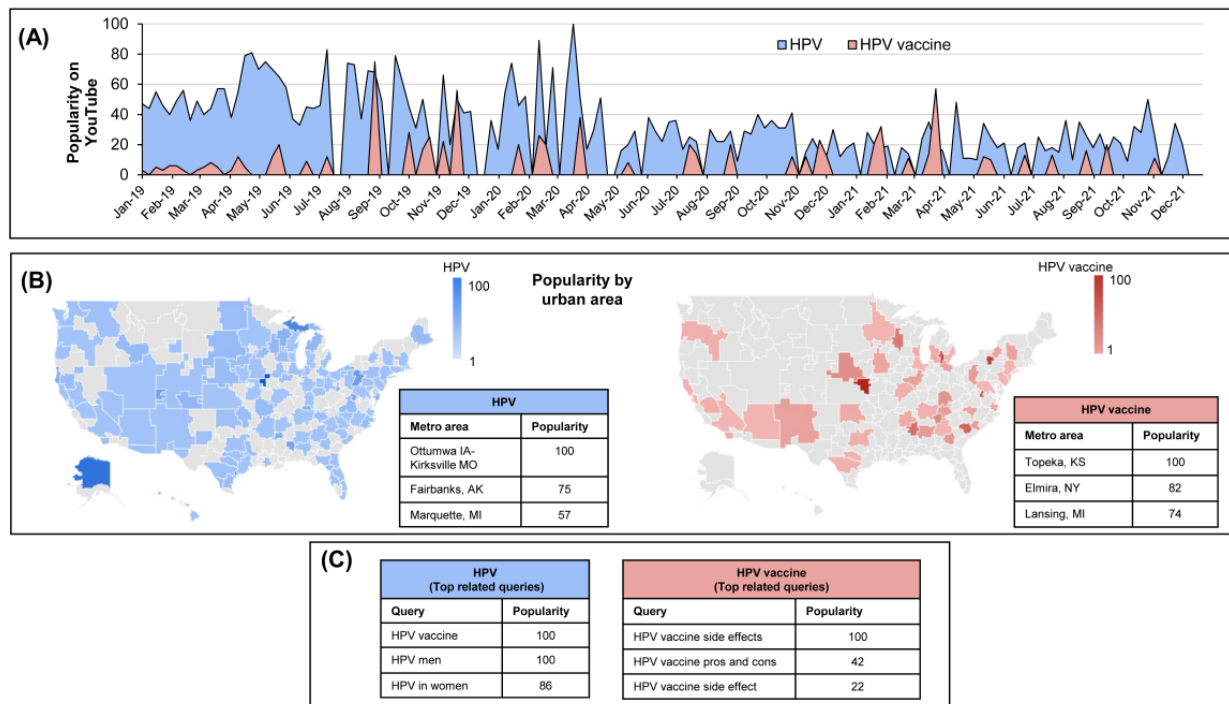 (A)
Popularity on
YouTube
100
80
60
40
20
0
HPV
HPV vaccine
Jan-19
Feb-19
Mar-19
Apr-19
May-19
Jun-19
Jul-19
Aug-19
Sep-19
Oct-19
Nov-19
Dec-19
Jan-20
Feb-20
Mar-20
Apr-20
May-20
Jun-20
Jul-20
Aug-20
Sep-20
Oct-20
Nov-20
Dec-20
Jan-21
Feb-21
Mar-21
Apr-21
May-21
Jun-21
Jul-21
Aug-21
Sep-21
Oct-21
Nov-21
Dec-21
(B)
HPV
100
1
Popularity by
urban area
HPV vaccine
100
1
HPV
Metro area Popularity
Ottumwa IA-
Kirksville MO 100
Fairbanks, AK 75
Marquette, MI 57
HPV vaccine
Metro area Popularity
Topeka, KS 100
Elmira, NY 82
Lansing, MI 74
(C)
HPV
(Top related queries)
Query Popularity
HPV vaccine 100
HPV men 100
HPV in women 86
HPV vaccine
(Top related queries)
Query Popularity
HPV vaccine side effects 100
HPV vaccine pros and cons 42
HPV vaccine side effect 22